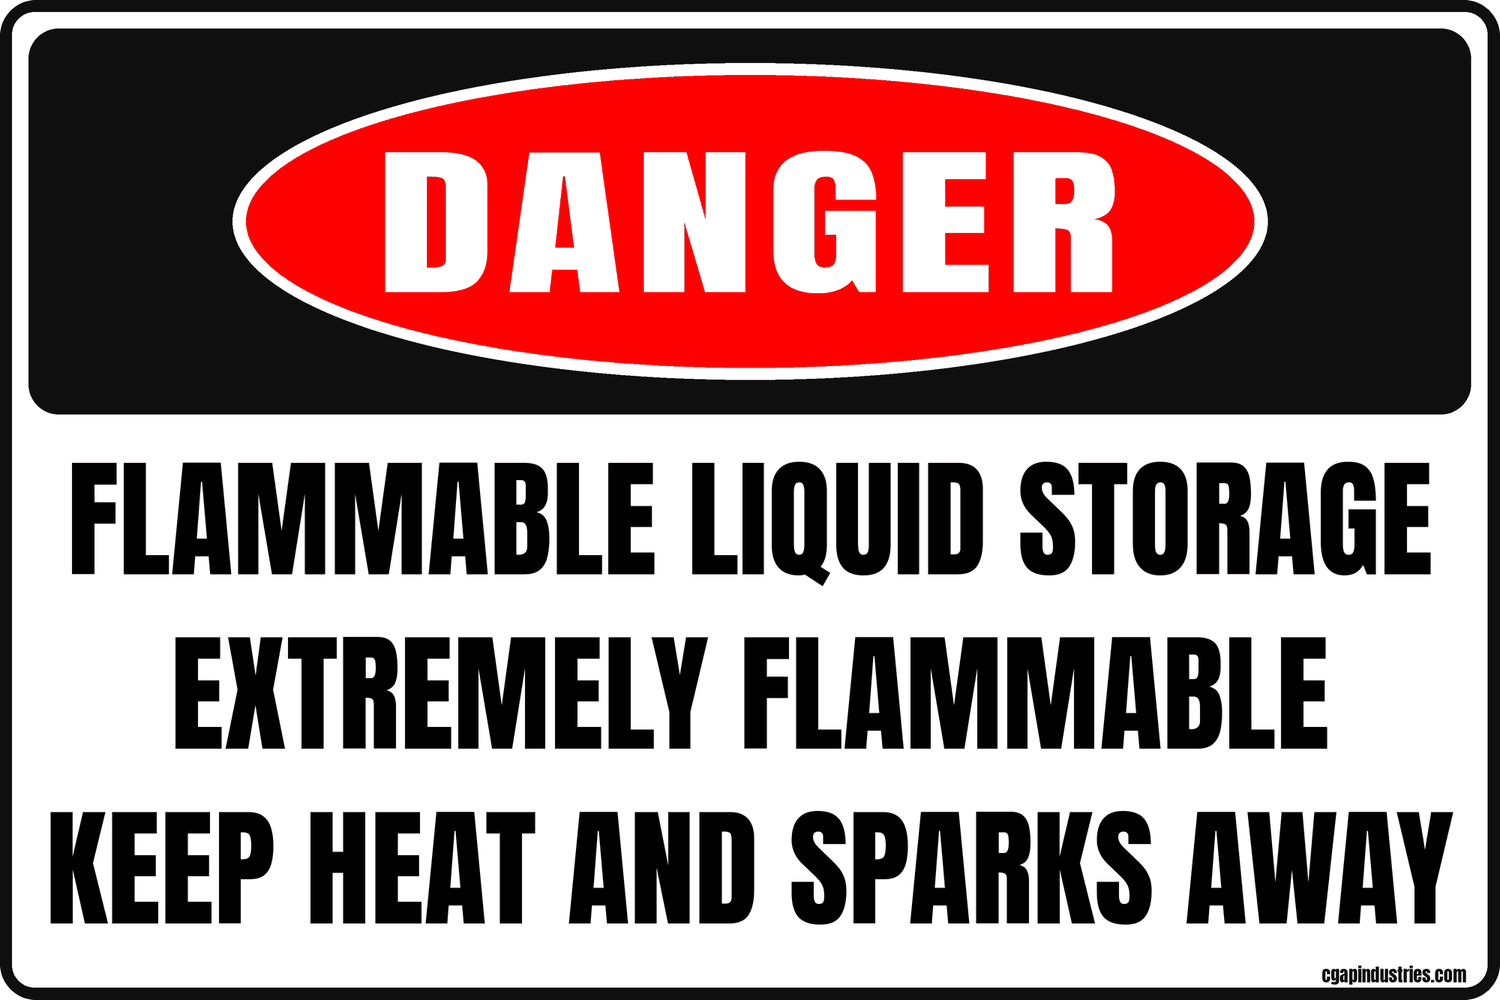 DANGER
FLAMMABLE LIQUID STORAGE
EXTREMELY FLAMMABLE
KEEP HEAT AND SPARKS AWAY
cgapindustries.com